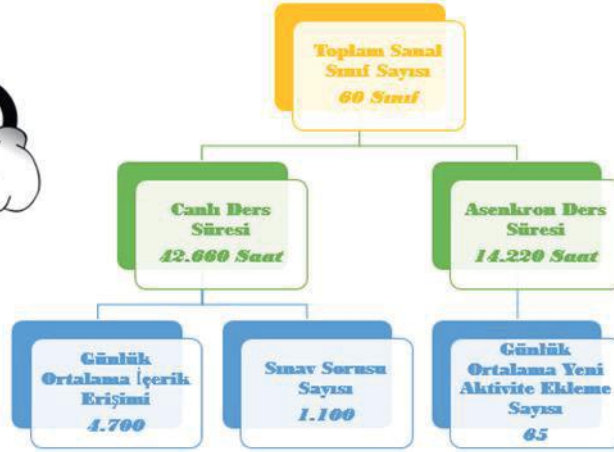 Toplam Sanal
Sınıf Sayısı
60 Sınıf
Canlı Ders
Süresi
42.660 Saat
Asenkron Ders
Süresi
14.220 Saat
Günlük
Ortalama İçerik
Erişimi
4.700
Sınav Sorusu
Sayısı
1.100
Günlük
Ortalama Yeni
Aktivite Ekleme
Sayısı
65